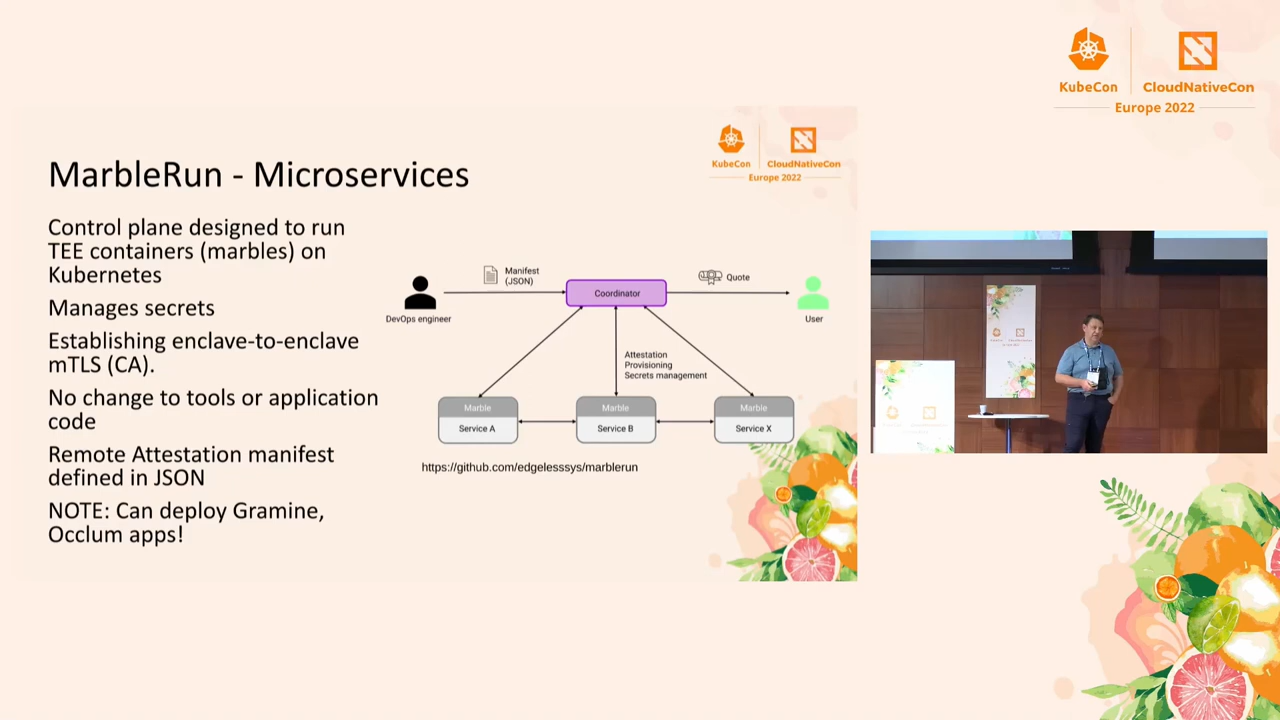 KubeCon
CloudNativeCon
Europe 2022
KubeCon
CloudNativeCon
Europe 2022
MarbleRun - Microservices
Control plane designed to run
TEE containers (marbles) on
Kubernetes
Manages secrets
Establishing enclave-to-enclave
mTLS (CA).
No change to tools or application
code
Remote Attestation manifest
defined in JSON
NOTE: Can deploy Gramine,
Occlum apps!
Manifest
(JSON)
Coordinator
Quote
DevOps engineer
User
Attestation
Provisioning
Secrets management
Marble
Service A
Marble
Service B
Marble
Service X
https://github.com/edgelesssys/marblerun